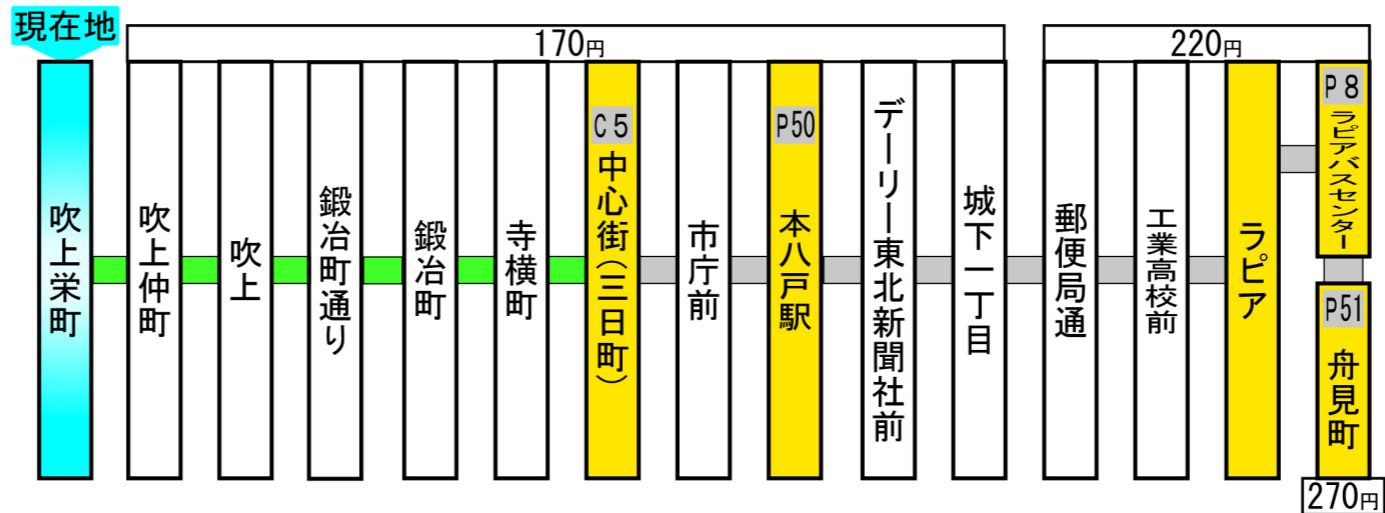 現在地
170円
220円
吹上栄町
吹上仲町
吹上
鍛冶町通り
鍛冶町
寺横町
C5
中心街(三日町)
市庁前
P50
本八戸駅
デーリー東北新聞社前
城下一丁目
郵便局通
工業高校前
ラピア
P8
ラピアバスセンター
P51
舟見町
270円